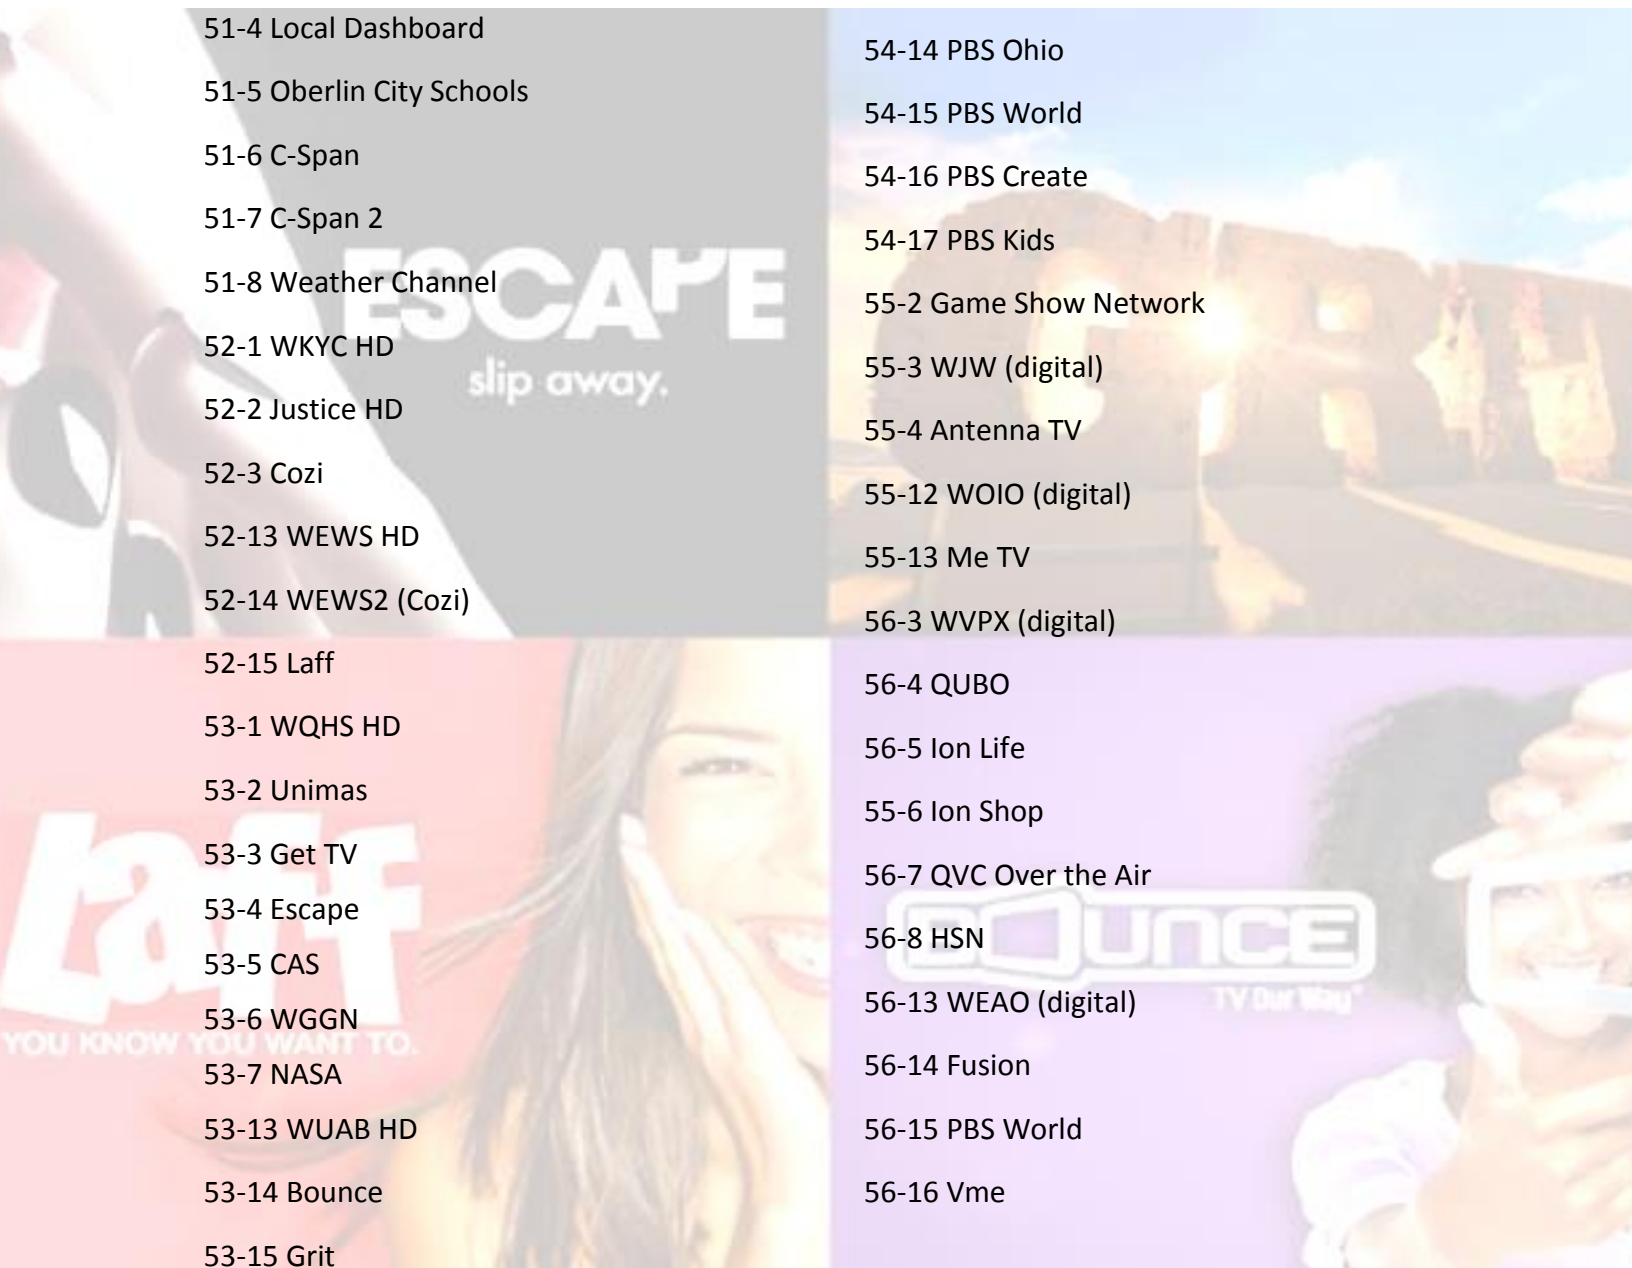 51-4 Local Dashboard
51-5 Oberlin City Schools
51-6 C-Span
51-7 C-Span 2
51-8 Weather Channel
52-1 WKYC HD
52-2 Justice HD
52-3 Cozi
52-13 WEWS HD
52-14 WEWS2 (Cozi)
52-15 Laff
53-1 WQHS HD
53-2 Unimas
53-3 Get TV
53-4 Escape
53-5 CAS
53-6 WGGN
53-7 NASA
53-13 WUAB HD
53-14 Bounce
53-15 Grit
54-14 PBS Ohio
54-15 PBS World
54-16 PBS Create
54-17 PBS Kids
55-2 Game Show Network
55-3 WJW (digital)
55-4 Antenna TV
55-12 WOIO (digital)
55-13 Me TV
56-3 WVPX (digital)
56-4 QUBO
56-5 Ion Life
55-6 Ion Shop
56-7 QVC Over the Air
56-8 HSN
56-13 WEAO (digital)
56-14 Fusion
56-15 PBS World
56-16 Vme
ESCAPE
slip away.
GRIT
Laff
YOU KNOW YOU WANT TO.
BOUNCE
TV Our Way